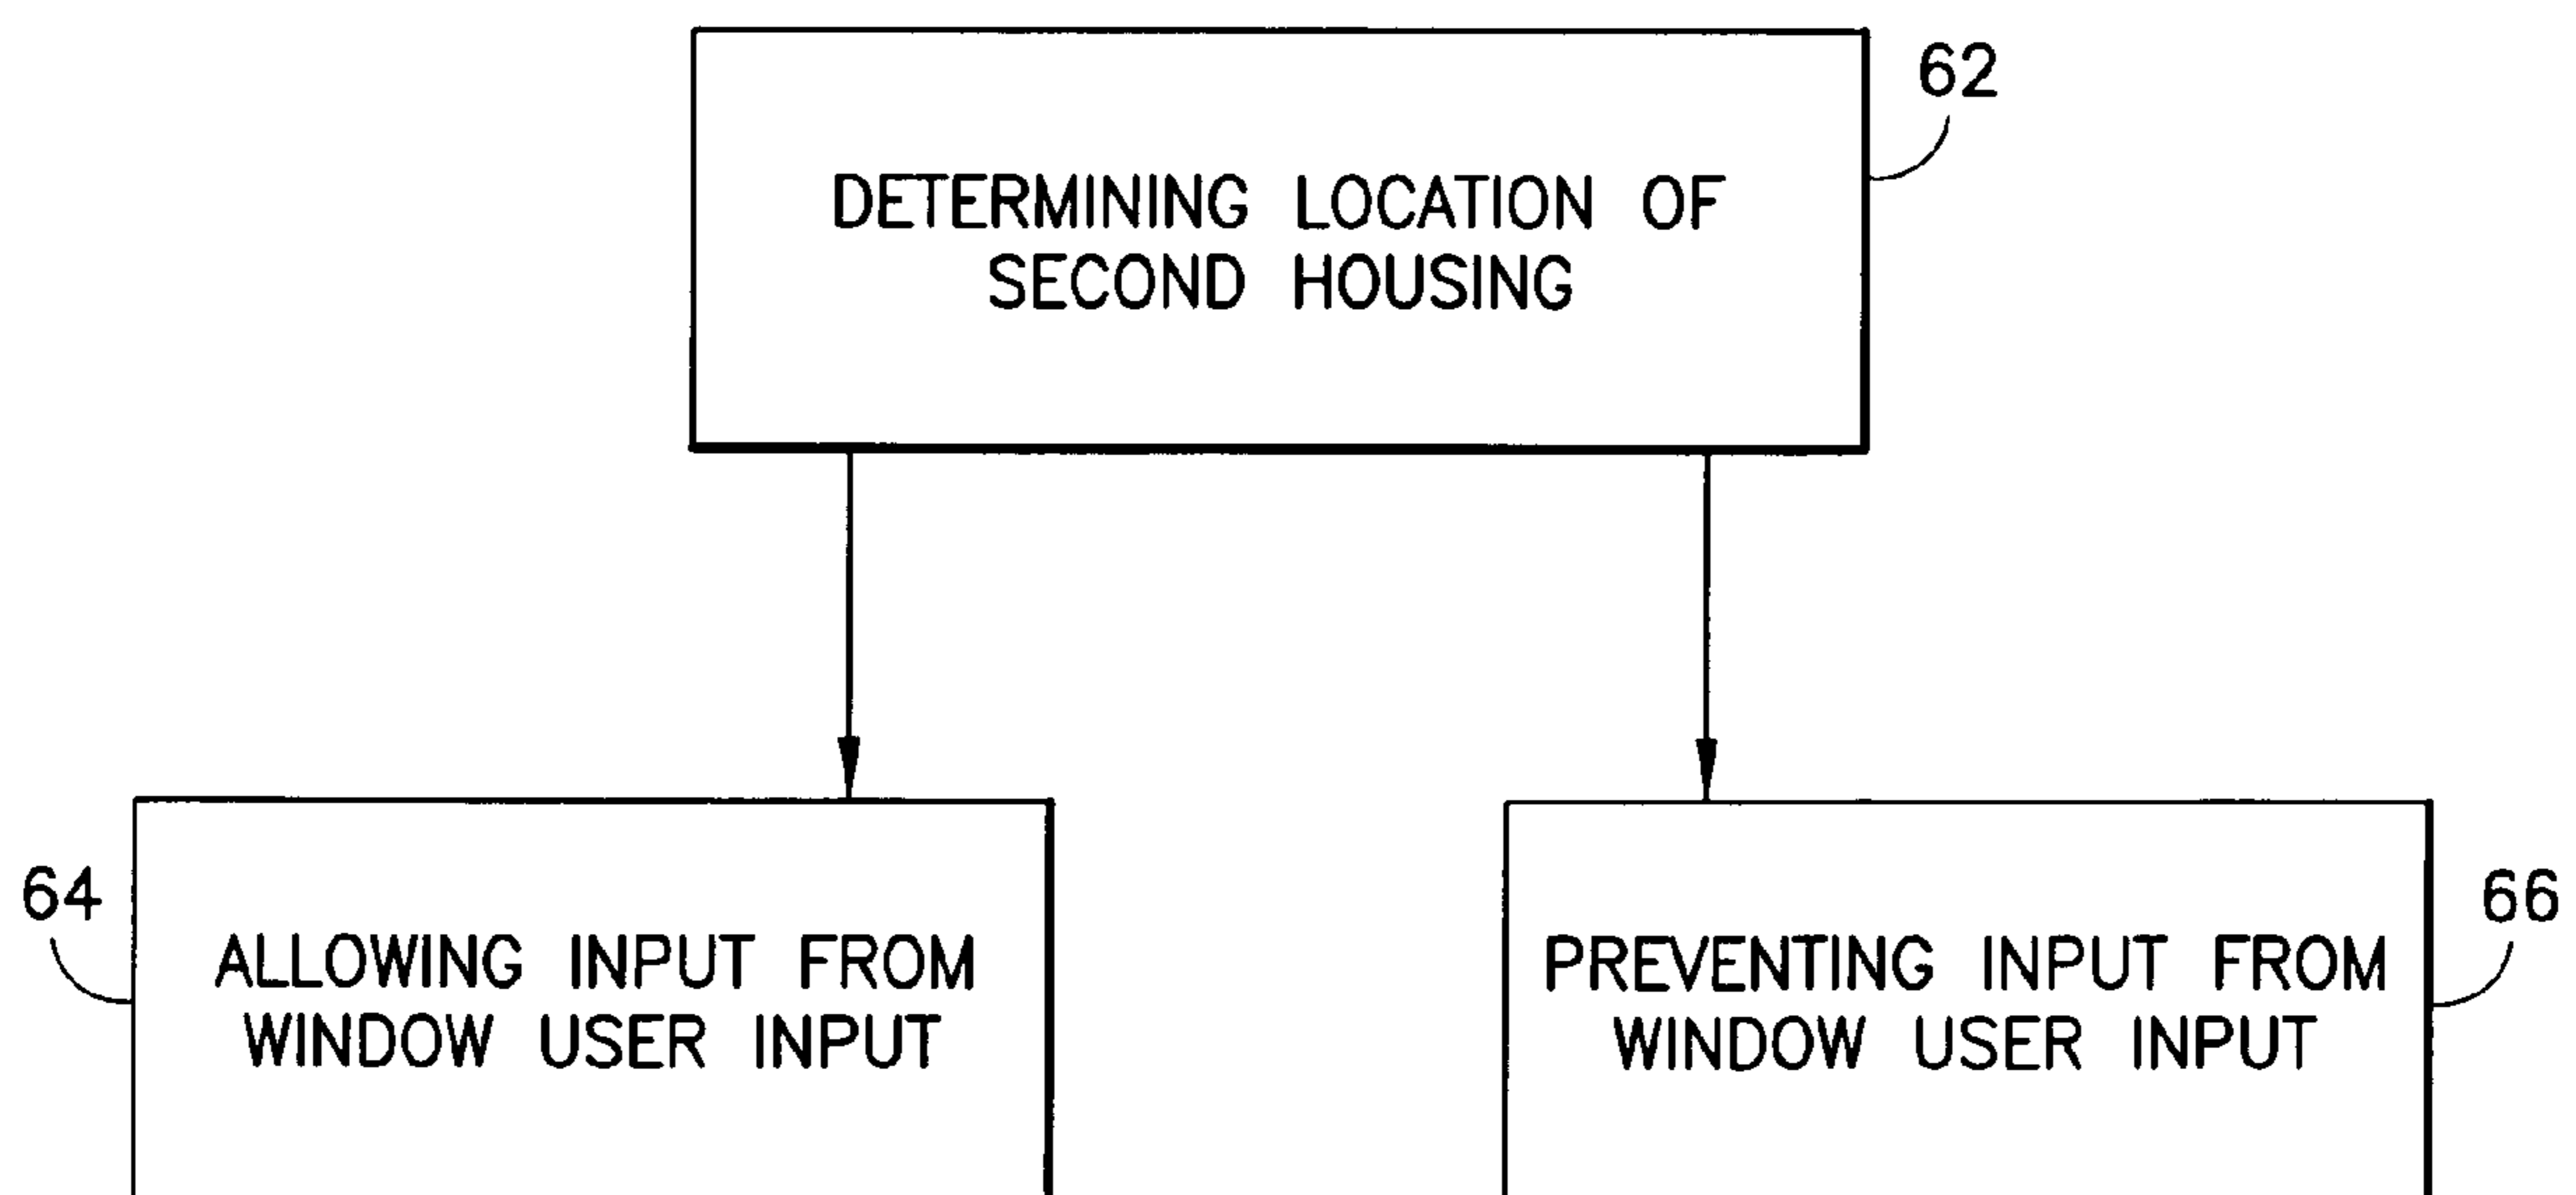 62
DETERMINING LOCATION OF
SECOND HOUSING
64
ALLOWING INPUT FROM
WINDOW USER INPUT
66
PREVENTING INPUT FROM
WINDOW USER INPUT